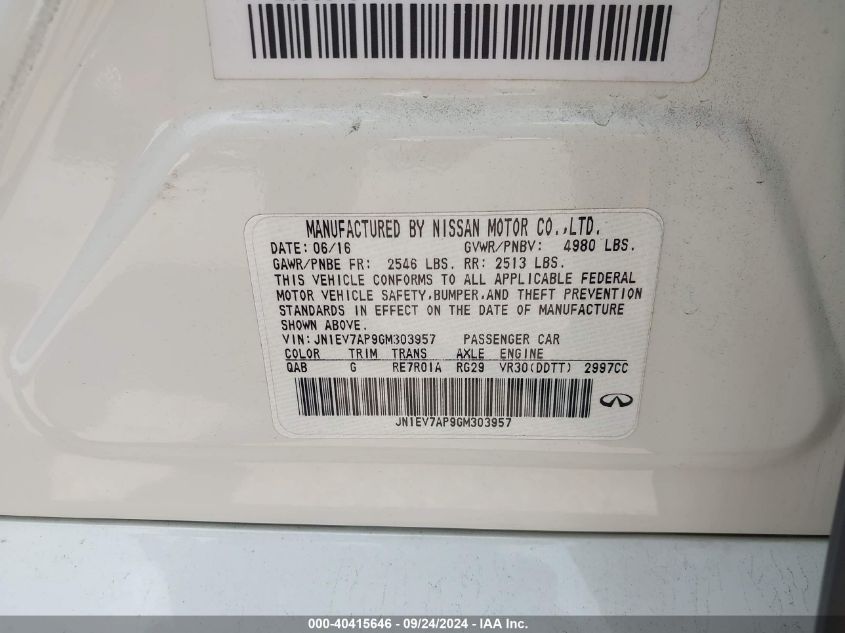 MANUFACTURED BY NISSAN MOTOR CO.,LTD.
DATE: 06/16 GVWR/PNBV: 4980 LBS.
GAWR/PNBE FR: 2546 LBS. RR: 2513 LBS.
THIS VEHICLE CONFORMS TO ALL APPLICABLE FEDERAL
MOTOR VEHICLE SAFETY,BUMPER,AND THEFT PREVENTION
STANDARDS IN EFFECT ON THE DATE OF MANUFACTURE
SHOWN ABOVE.
VIN: JN1EV7AP9GM303957 PASSENGER CAR
COLOR TRIM TRANS AXLE ENGINE
QAB G RE7R01A RG29 VR30(DDTT) 2997CC
JN1EV7AP9GM303957
000-40415646 - 09/24/2024 - IAA Inc.